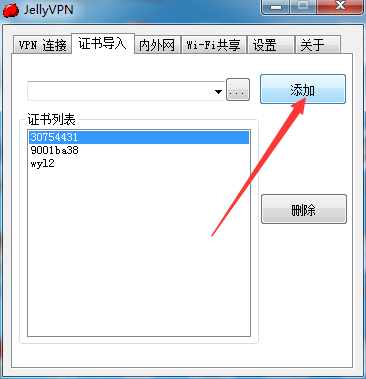 JellyVPN
VPN 连接 证书导入 内外网 Wi-Fi共享 设置 关于
... 添加
证书列表
30754431
9001ba38
wyl2
删除